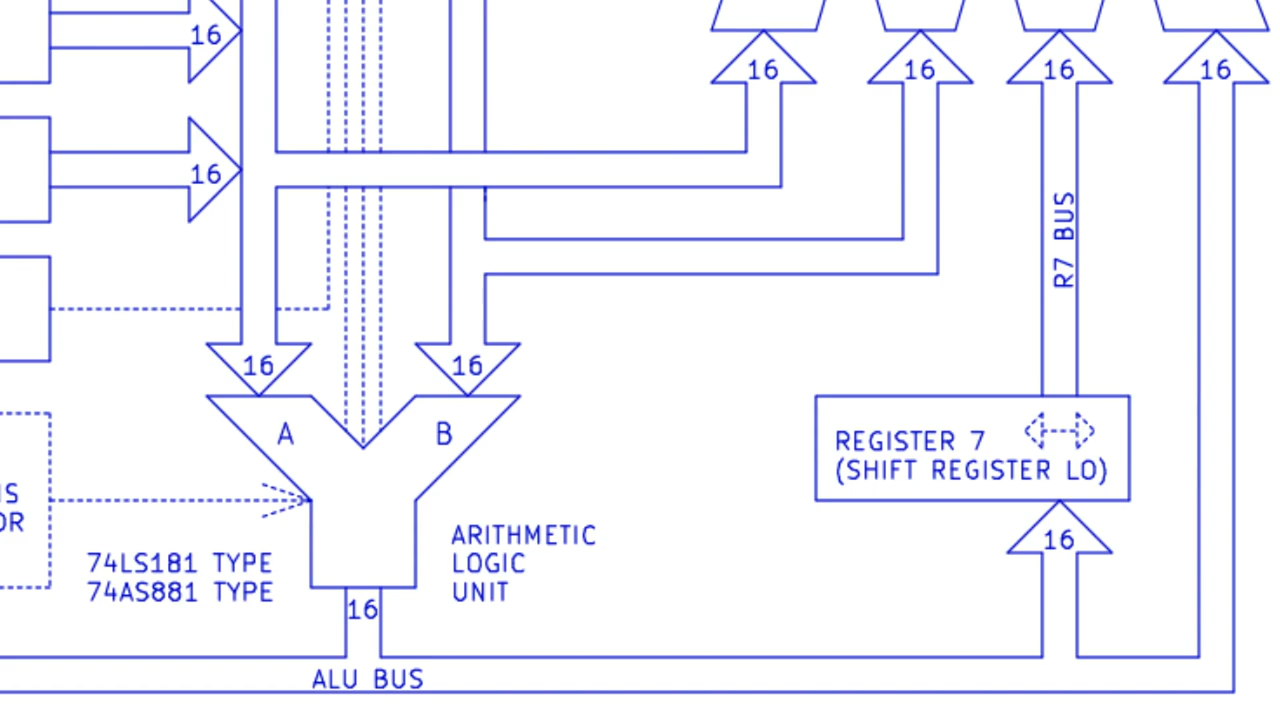 16
16
16
16
16
16
R7 BUS
16
16
A
B
REGISTER 7
(SHIFT REGISTER LO)
ARITHMETIC
LOGIC
UNIT
16
74LS181 TYPE
74AS881 TYPE
16
ALU BUS